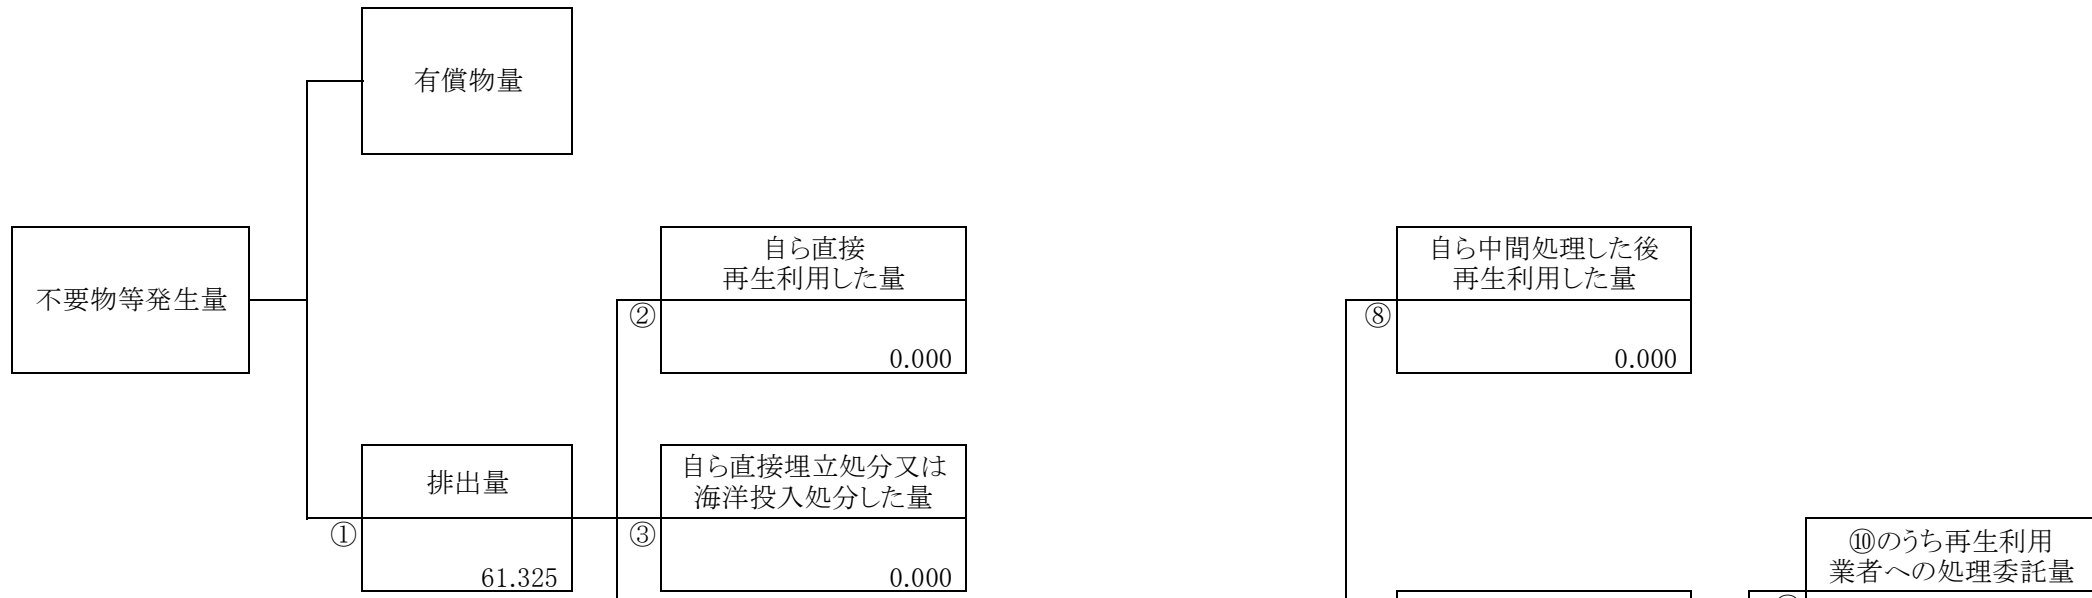 有償物量
不要物等発生量
自ら直接
再生利用した量
②
0.000
自ら中間処理した後
再生利用した量
⑧
0.000
排出量
①
61.325
自ら直接埋立処分又は
海洋投入処分した量
③
0.000
⑩のうち再生利用
業者への処理委託量